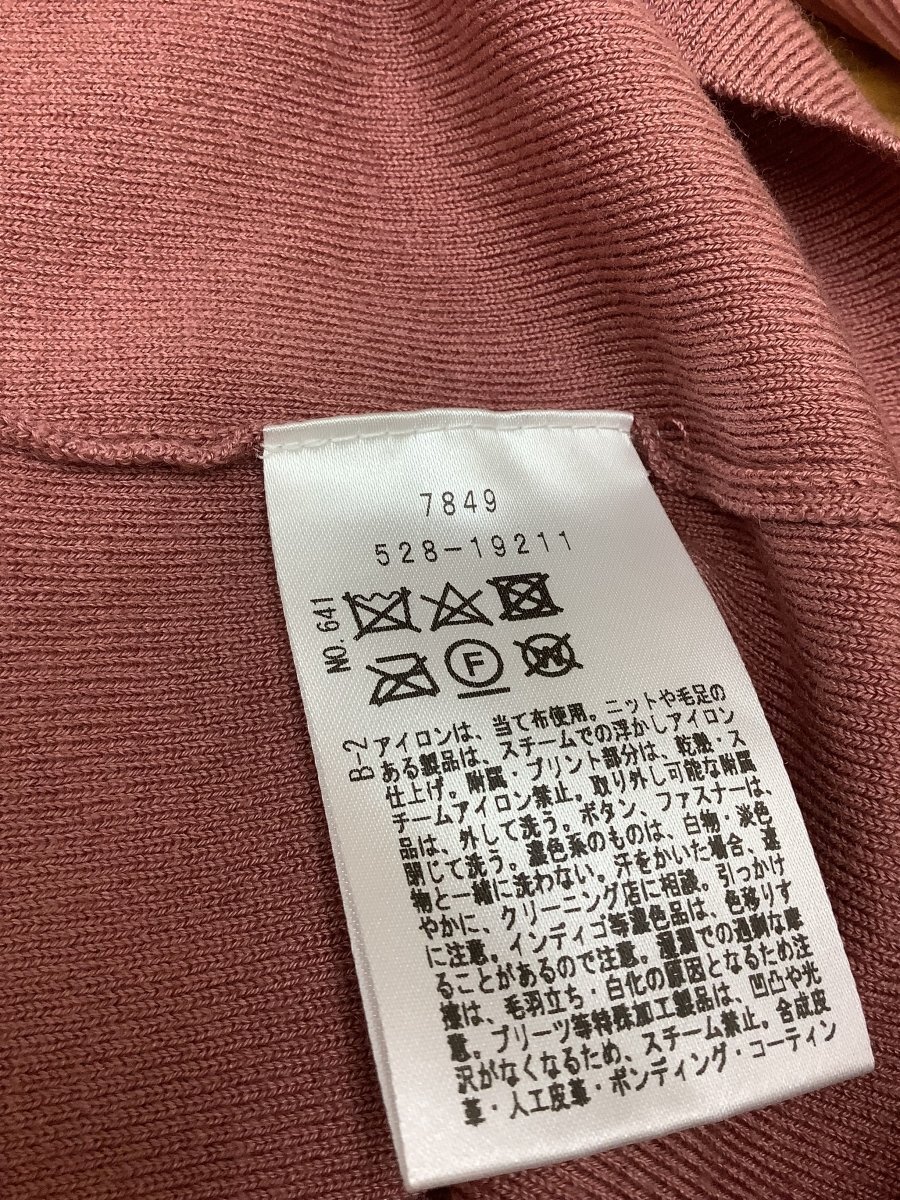 7849
528-19211
NO.641
F
W
B-2
アイロンは、当て布使用。ニットや毛足の
ある製品は、スチームでの浮かしアイロン
仕上げ。附属・プリント部分は、乾熱・ス
チームアイロン禁止。取り外し可能な附属
品は、外して洗う。ボタン、ファスナーは、
閉じて洗う。濃色系のものは、白物・淡色
物と一緒に洗わない。汗をかいた場合、速
やかに、クリーニング店に相談。引っかけ
に注意。インディゴ等濃色品は、色移りす
ることがあるので注意。湿潤での過剰な摩
擦は、毛羽立ち・白化の原因となるため注
意。プリーツ等特殊加工製品は、凹凸や光
沢がなくなるため、スチーム禁止。合成皮
革・人工皮革・ボンディング・コーティン